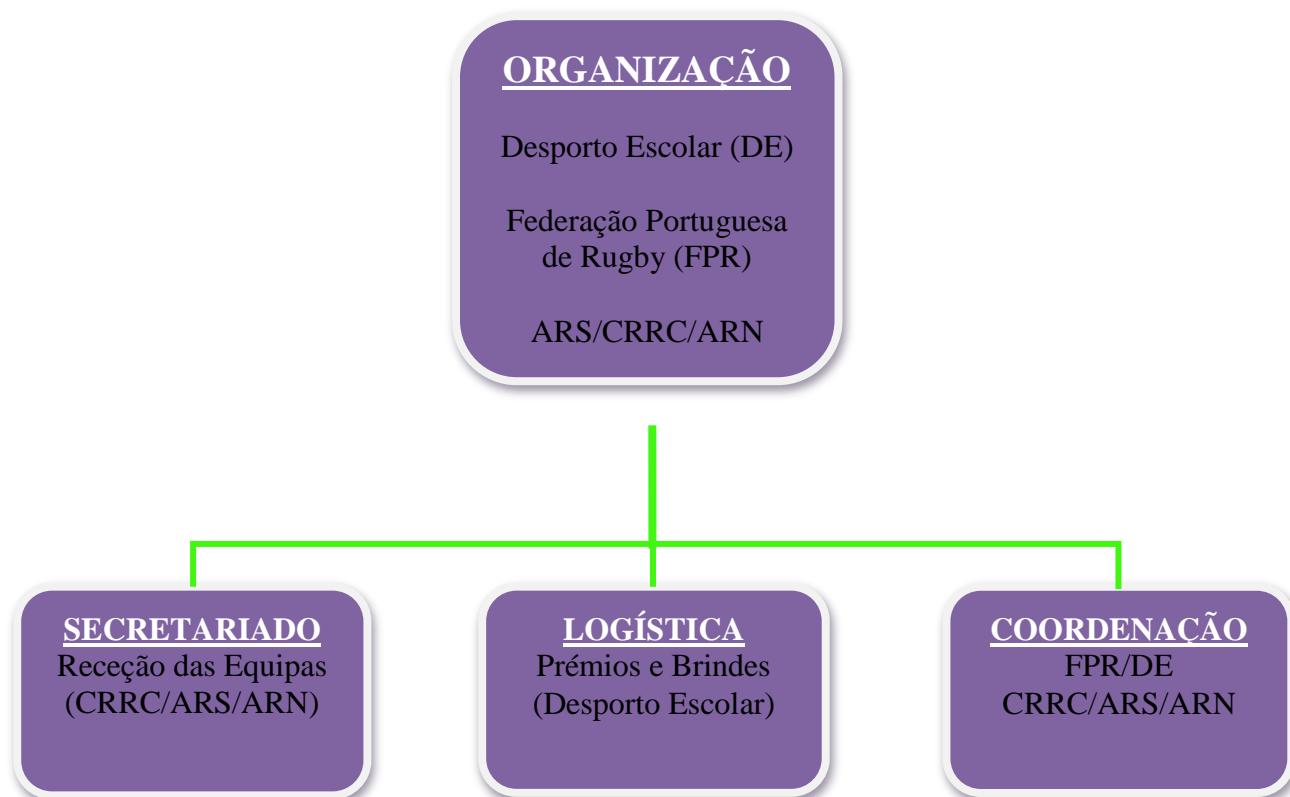 ORGANIZAÇÃO
Desporto Escolar (DE)
Federação Portuguesa
de Rugby (FPR)
ARS/CRRC/ARN
SECRETARIADO
Receção das Equipas
(CRRC/ARS/ARN)
LOGÍSTICA
Prémios e Brindes
(Desporto Escolar)
COORDENAÇÃO
FPR/DE
CRRC/ARS/ARN